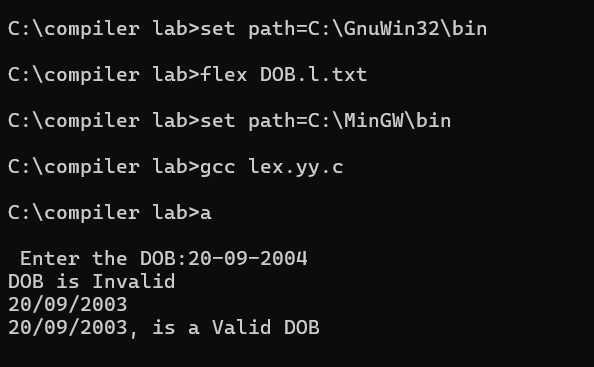 C:\compiler lab>set path=C:\GnuWin32\bin
C:\compiler lab>flex DOB.l.txt
C:\compiler lab>set path=C:\MinGW\bin
C:\compiler lab>gcc lex.yy.c
C:\compiler lab>a
Enter the DOB:20-09-2004
DOB is Invalid
20/09/2003
20/09/2003, is a Valid DOB